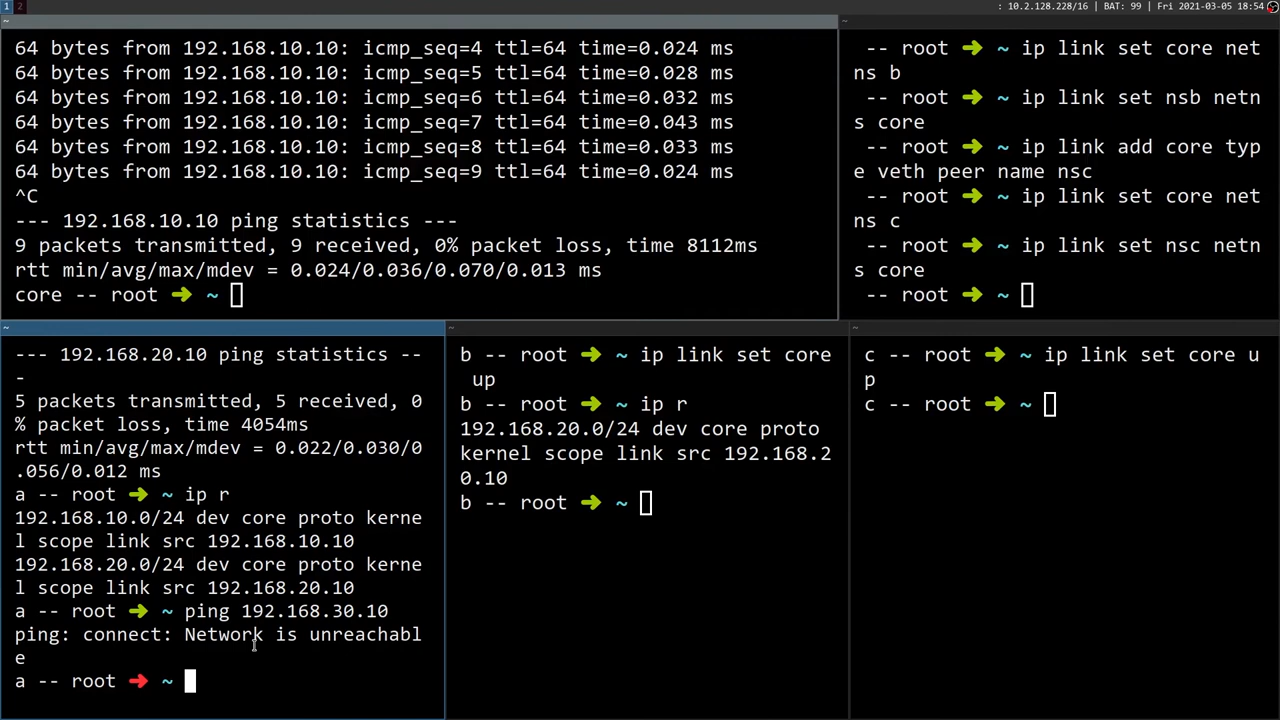 1 2 : 10.2.128.228/16 | BAT: 99 | Fri 2021-03-05 18:54
~
64 bytes from 192.168.10.10: icmp_seq=4 ttl=64 time=0.024 ms
64 bytes from 192.168.10.10: icmp_seq=5 ttl=64 time=0.028 ms
64 bytes from 192.168.10.10: icmp_seq=6 ttl=64 time=0.032 ms
64 bytes from 192.168.10.10: icmp_seq=7 ttl=64 time=0.043 ms
64 bytes from 192.168.10.10: icmp_seq=8 ttl=64 time=0.033 ms
64 bytes from 192.168.10.10: icmp_seq=9 ttl=64 time=0.024 ms
^C
--- 192.168.10.10 ping statistics ---
9 packets transmitted, 9 received, 0% packet loss, time 8112ms
rtt min/avg/max/mdev = 0.024/0.036/0.070/0.013 ms
core -- root ➜ ~
~
-- root ➜ ~ ip link set core net
ns b
-- root ➜ ~ ip link set nsb netn
s core
-- root ➜ ~ ip link add core typ
e veth peer name nsc
-- root ➜ ~ ip link set core net
ns c
-- root ➜ ~ ip link set nsc netn
s core
-- root ➜ ~
~
--- 192.168.20.10 ping statistics --
-
5 packets transmitted, 5 received, 0
% packet loss, time 4054ms
rtt min/avg/max/mdev = 0.022/0.030/0
.056/0.012 ms
a -- root ➜ ~ ip r
192.168.10.0/24 dev core proto kerne
l scope link src 192.168.10.10
192.168.20.0/24 dev core proto kerne
l scope link src 192.168.20.10
a -- root ➜ ~ ping 192.168.30.10
ping: connect: Network is unreachabl
e
a -- root ➜ ~
~
b -- root ➜ ~ ip link set core
up
b -- root ➜ ~ ip r
192.168.20.0/24 dev core proto
kernel scope link src 192.168.2
0.10
b -- root ➜ ~
~
c -- root ➜ ~ ip link set core u
p
c -- root ➜ ~